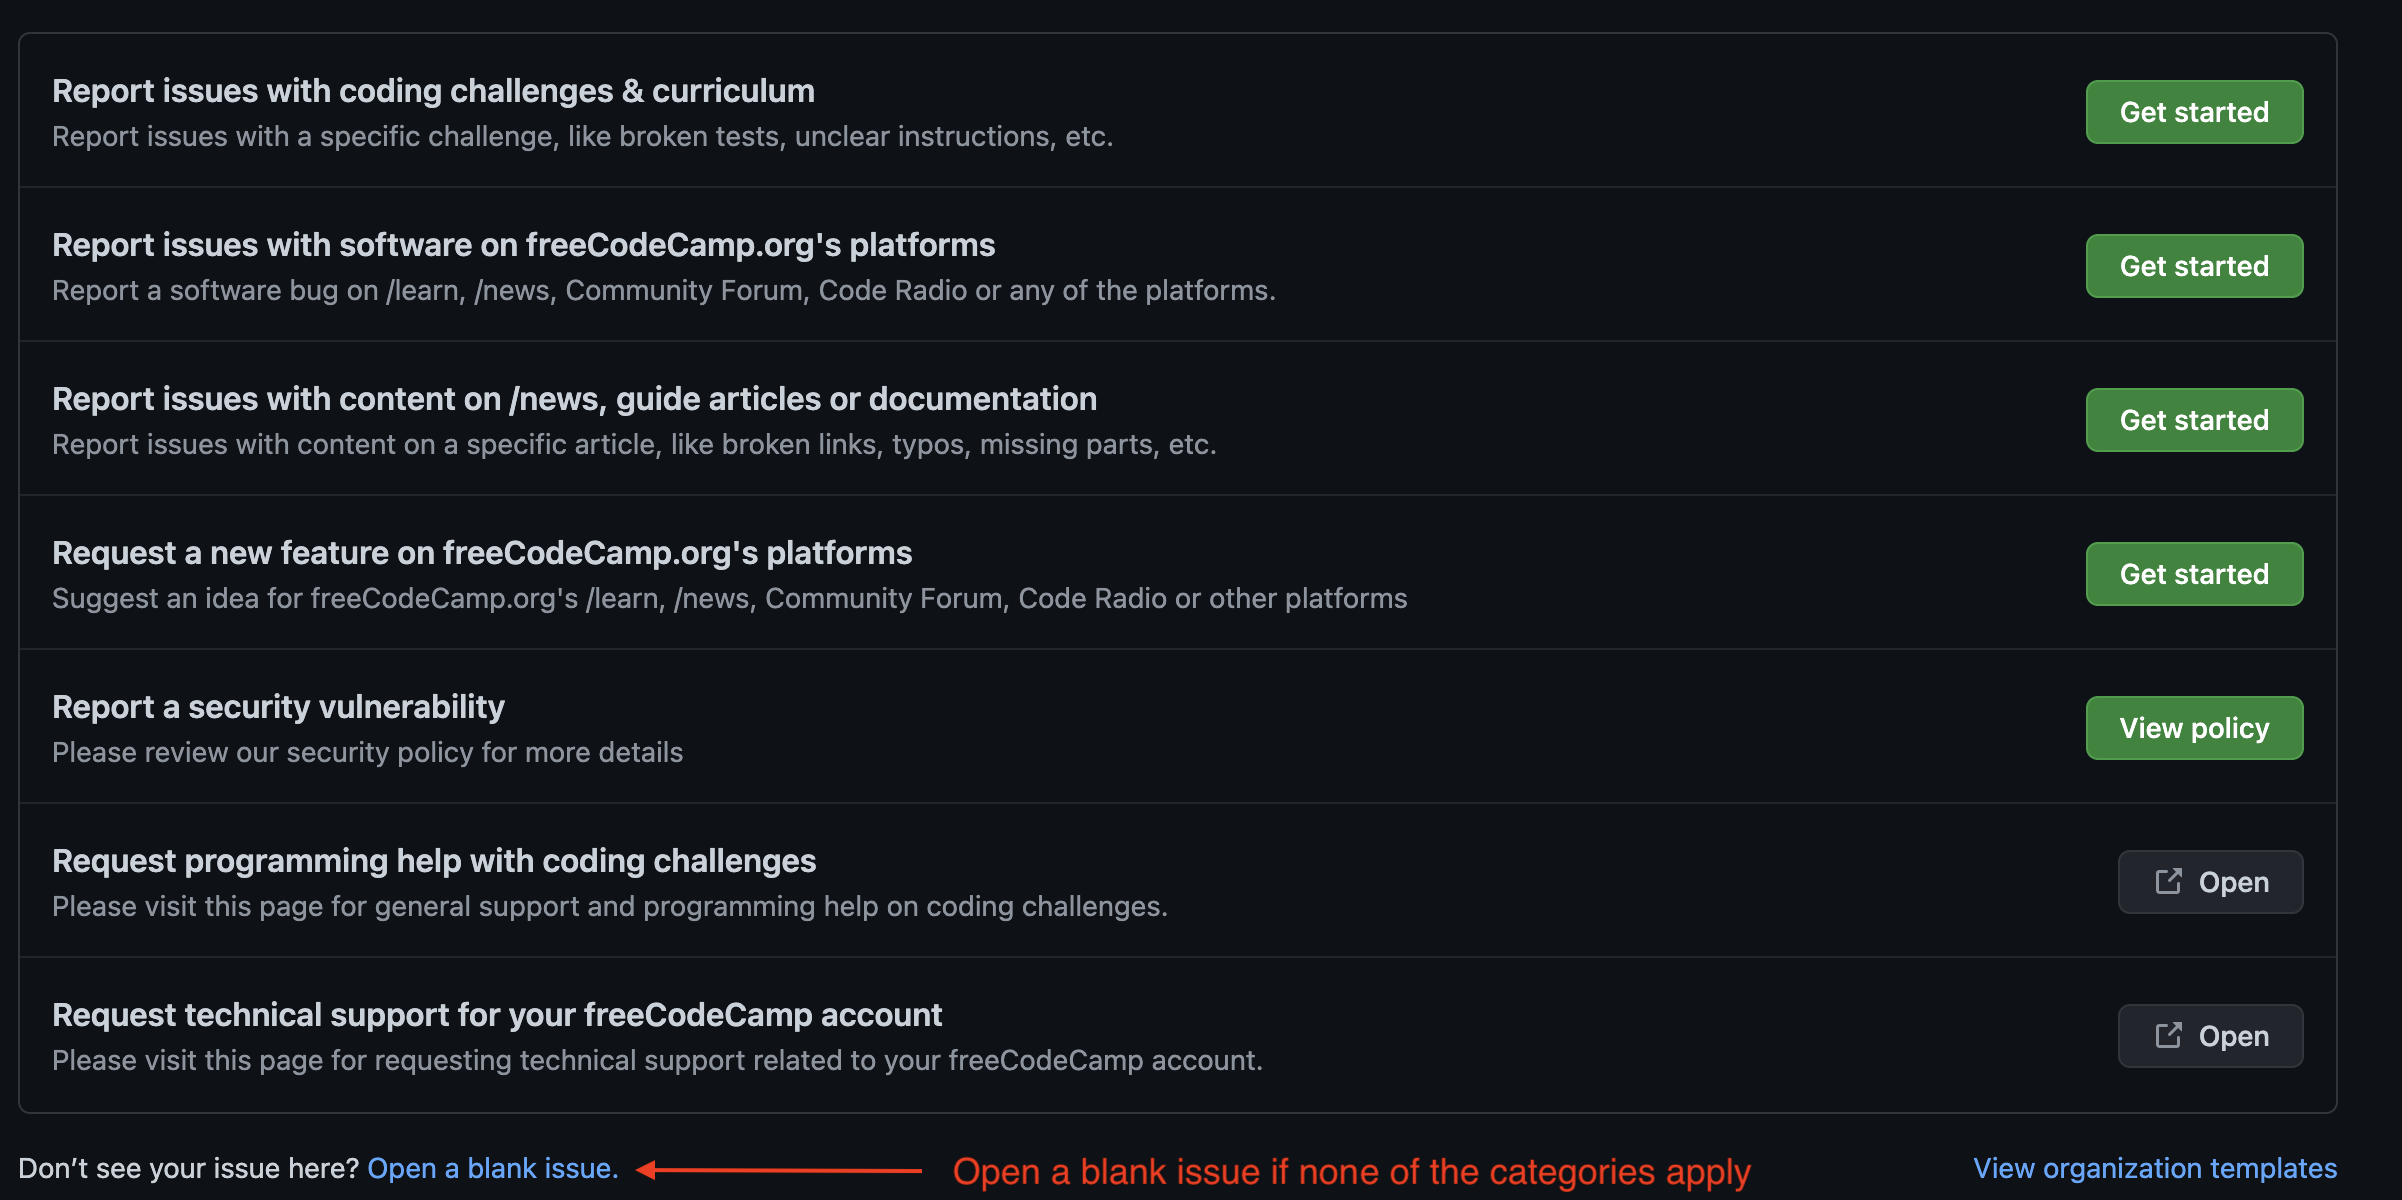 Report issues with coding challenges & curriculum
Report issues with a specific challenge, like broken tests, unclear instructions, etc.
Get started
Report issues with software on freeCodeCamp.org's platforms
Report a software bug on /learn, /news, Community Forum, Code Radio or any of the platforms.
Get started
Report issues with content on /news, guide articles or documentation
Report issues with content on a specific article, like broken links, typos, missing parts, etc.
Get started
Request a new feature on freeCodeCamp.org's platforms
Suggest an idea for freeCodeCamp.org's /learn, /news, Community Forum, Code Radio or other platforms
Get started
Report a security vulnerability
Please review our security policy for more details
View policy
Request programming help with coding challenges
Please visit this page for general support and programming help on coding challenges.
Open
Request technical support for your freeCodeCamp account
Please visit this page for requesting technical support related to your freeCodeCamp account.
Open
Don’t see your issue here? Open a blank issue.
Open a blank issue if none of the categories apply
View organization templates